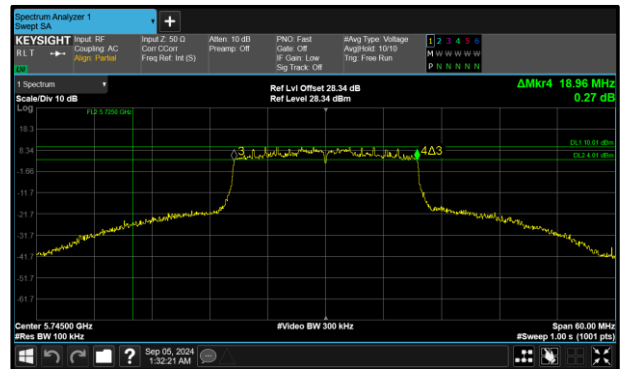 Spectrum Analyzer 1
Swept SA
+
KEYSIGHT
RLT
Input: RF
Coupling: AC
Align: Partial
Input Z: 50 Ω
Corr CCorr
Freq Ref: Int (S)
Atten: 10 dB
Preamp: Off
PNO: Fast
Gate: Off
IF Gain: Low
Sig Track: Off
#Avg Type: Voltage
Avg|Hold: 10/10
Trig: Free Run
1 2 3 4 5 6
M W W W W W
P N N N N N
1 Spectrum
Scale/Div 10 dB
Ref Lvl Offset 28.34 dB
Ref Level 28.34 dBm
ΔMkr4 18.96 MHz
0.27 dB
Log
FL2 5.7250 GHz
18.3
DL1 10.01 dBm
8.34
3
4Δ3
DL2 4.01 dBm
-1.66
-11.7
-21.7
-31.7
-41.7
-51.7
-61.7
Center 5.74500 GHz
#Video BW 300 kHz
Span 60.00 MHz
#Res BW 100 kHz
#Sweep 1.00 s (1001 pts)
?
Sep 05, 2024
1:32:21 AM